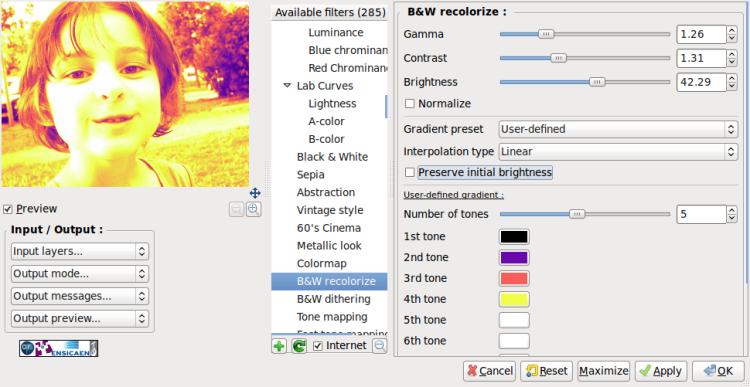 Preview
Input / Output :
Input layers...
Output mode...
Output messages...
Output preview...
ENSICAEN
Available filters (285)
Luminance
Blue chrominan
Red Chrominan
Lab Curves
Lightness
A-color
B-color
Black & White
Sepia
Abstraction
Vintage style
60's Cinema
Metallic look
Colormap
B&W recolorize
B&W dithering
Tone mapping
Internet
B&W recolorize :
Gamma 1.26
Contrast 1.31
Brightness 42.29
Normalize
Gradient preset User-defined
Interpolation type Linear
Preserve initial brightness
User-defined gradient :
Number of tones 5
1st tone
2nd tone
3rd tone
4th tone
5th tone
6th tone
Cancel Reset Maximize Apply OK